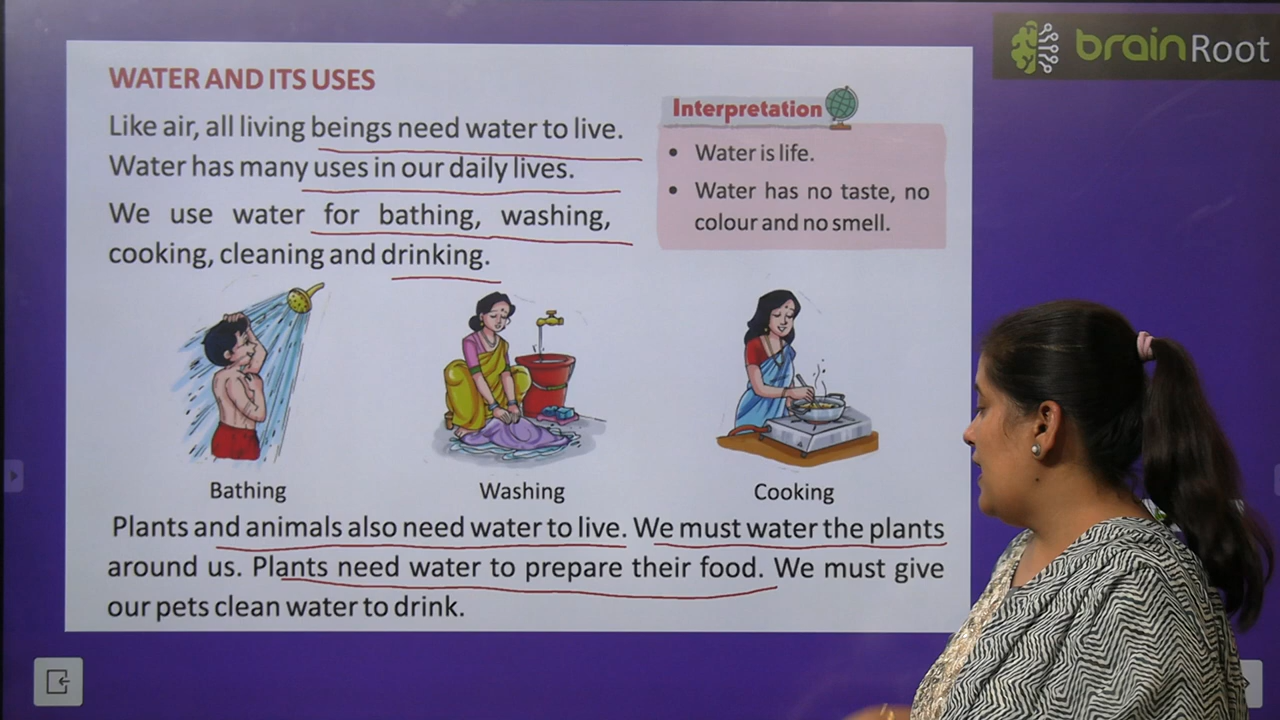 brainRoot
WATER AND ITS USES
Like air, all living beings need water to live.
Water has many uses in our daily lives.
We use water for bathing, washing,
cooking, cleaning and drinking.
Interpretation
• Water is life.
• Water has no taste, no
colour and no smell.
Bathing
Washing
Cooking
Plants and animals also need water to live. We must water the plants
around us. Plants need water to prepare their food. We must give
our pets clean water to drink.